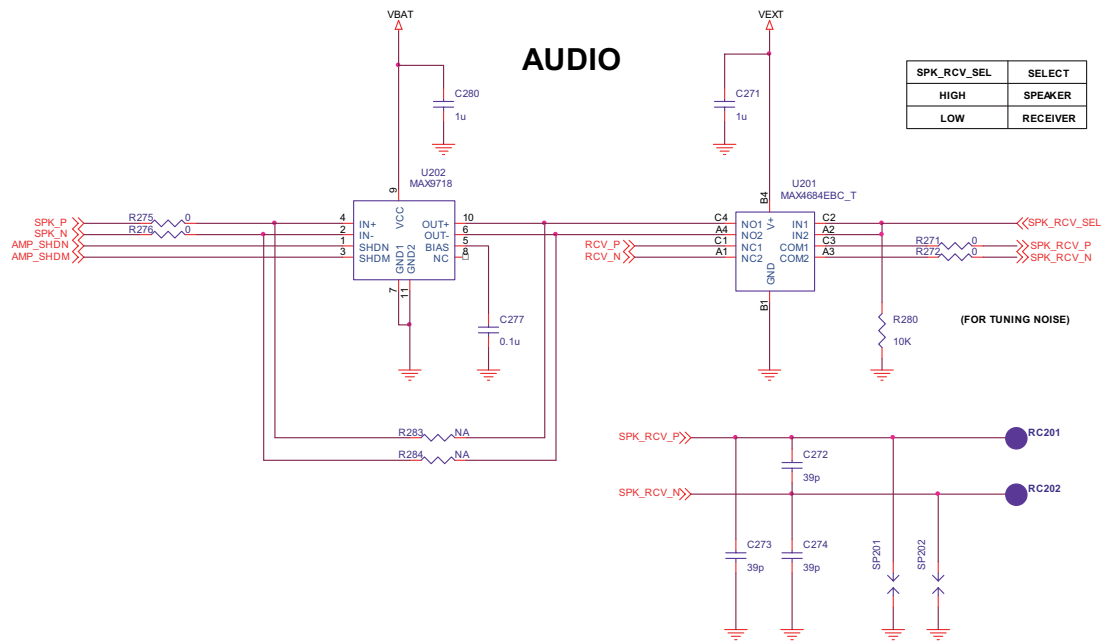 VBAT
VEXT
AUDIO
SPK_RCV_SEL SELECT
HIGH SPEAKER
LOW RECEIVER
C280
1u
C271
1u
U202
MAX9718
U201
MAX4684EBC_T
9
B4
SPK_P R275 0 4 IN+ VCC OUT+ 10 C4 NO1 V+ IN1 C2 SPK_RCV_SEL
SPK_N R276 0 2 IN- OUT- 6 A4 NO2 IN2 A2
AMP_SHDN 1 SHDN BIAS 5 RCV_P C1 NC1 COM1 C3 R271 0 SPK_RCV_P
AMP_SHDM 3 SHDM NC 8 RCV_N A1 NC2 COM2 A3 R272 0 SPK_RCV_N
GND1
GND2
GND
7
11
B1
C277
0.1u
R280
10K
(FOR TUNING NOISE)
R283 NA
R284 NA
SPK_RCV_P RC201
C272
39p
SPK_RCV_N RC202
C273
39p
C274
39p
SP201
SP202